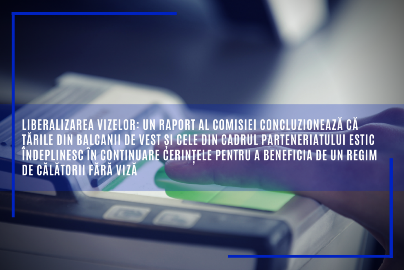 LIBERALIZAREA VIZELOR: UN RAPORT AL COMISIEI CONCLUZIONEAZĂ CĂ
ȚĂRILE DIN BALCANII DE VEST ȘI CELE DIN CADRUL PARTENERIATULUI ESTIC
ÎNDEPLINESC ÎN CONTINUARE CERINȚELE PENTRU A BENEFICIA DE UN REGIM
DE CĂLĂTORII FĂRĂ VIZĂ